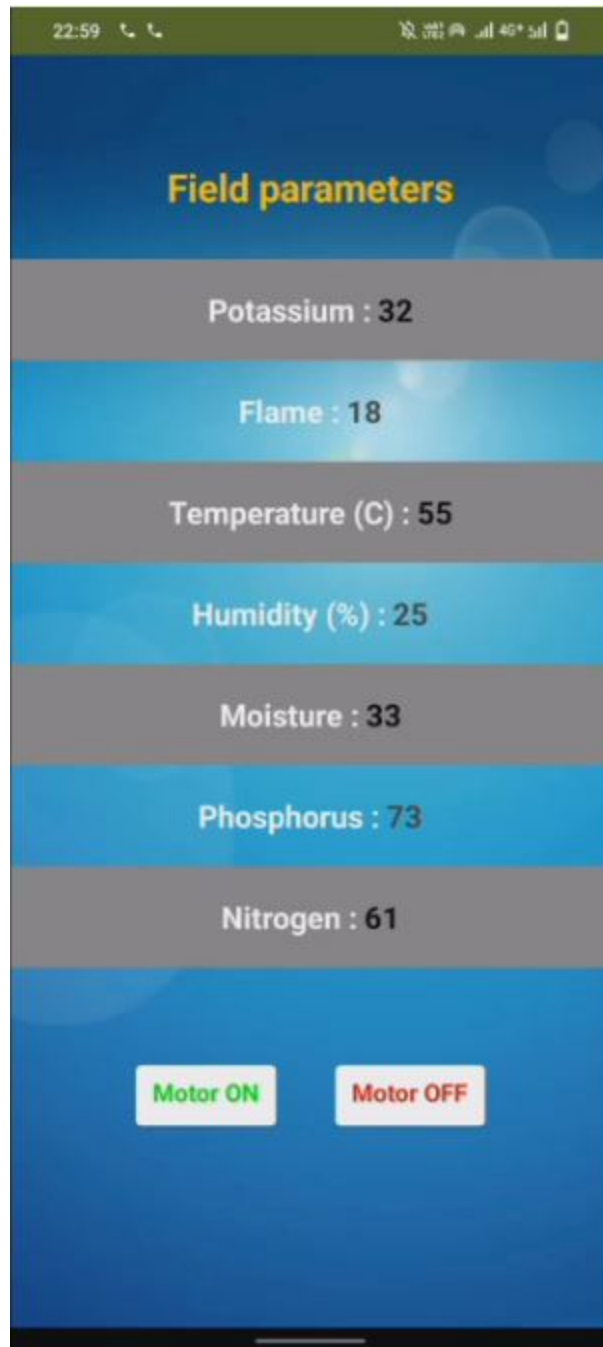 22:59
4G+
Field parameters
Potassium : 32
Flame : 18
Temperature (C) : 55
Humidity (%) : 25
Moisture : 33
Phosphorus : 73
Nitrogen : 61
Motor ON Motor OFF